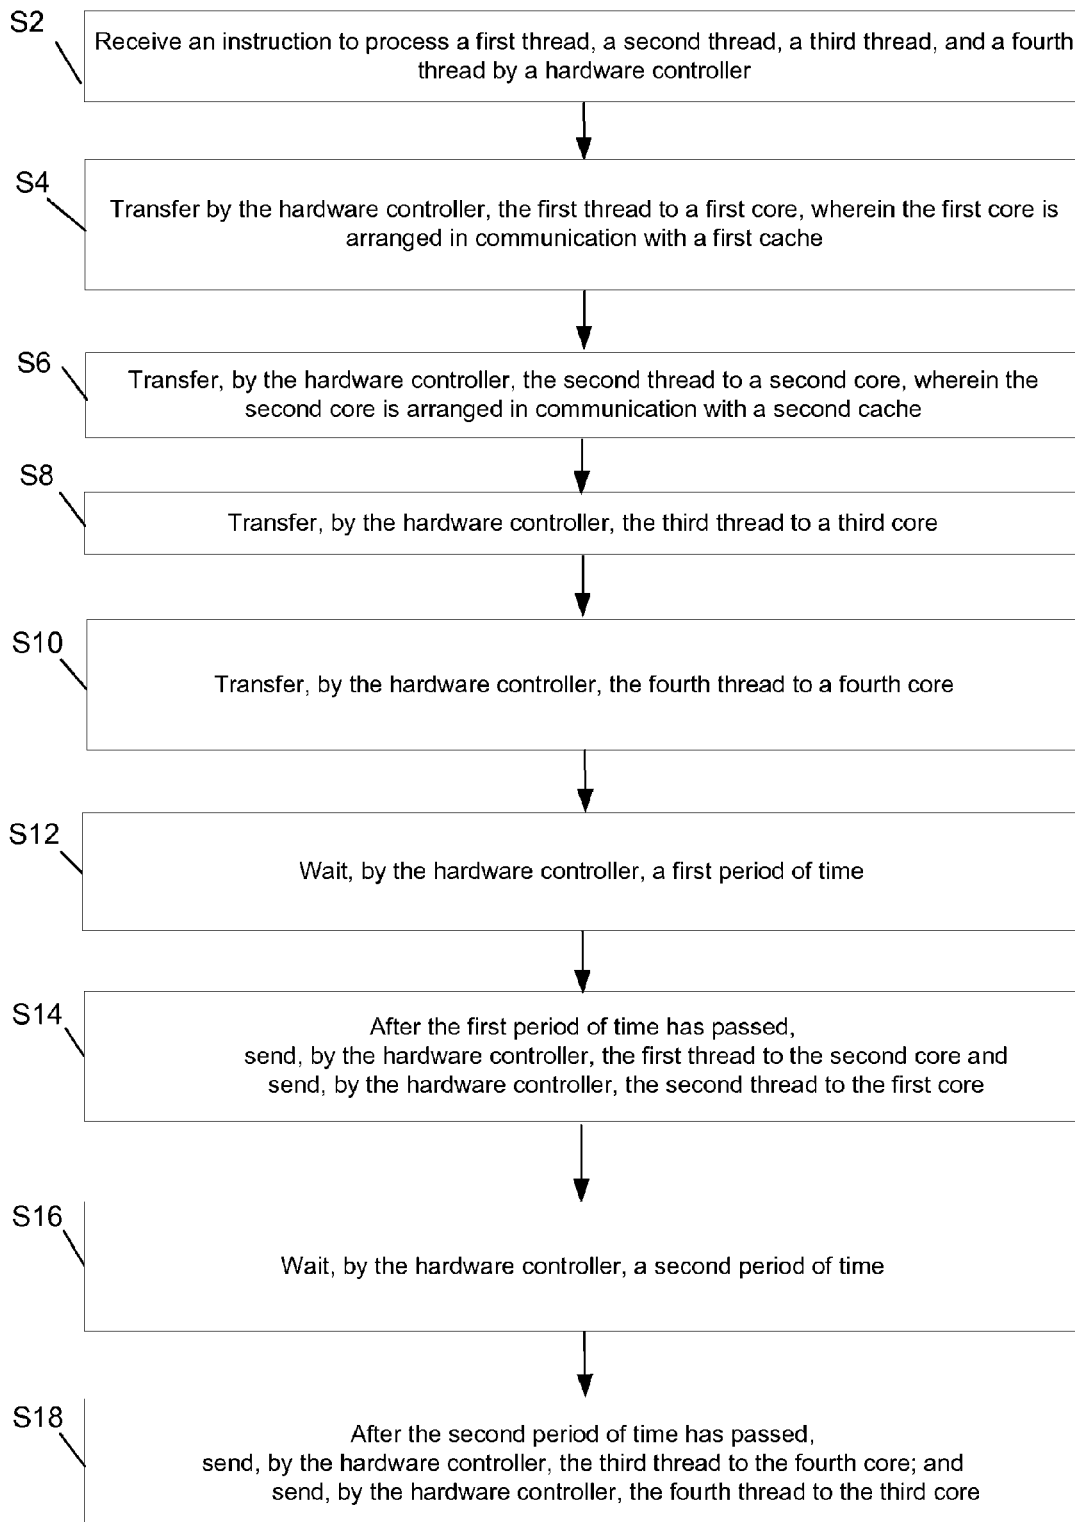 S2
Receive an instruction to process a first thread, a second thread, a third thread, and a fourth
thread by a hardware controller
S4
Transfer by the hardware controller, the first thread to a first core, wherein the first core is
arranged in communication with a first cache
S6
Transfer, by the hardware controller, the second thread to a second core, wherein the
second core is arranged in communication with a second cache
S8
Transfer, by the hardware controller, the third thread to a third core
S10
Transfer, by the hardware controller, the fourth thread to a fourth core
S12
Wait, by the hardware controller, a first period of time
S14
After the first period of time has passed,
send, by the hardware controller, the first thread to the second core and
send, by the hardware controller, the second thread to the first core
S16
Wait, by the hardware controller, a second period of time
S18
After the second period of time has passed,
send, by the hardware controller, the third thread to the fourth core; and
send, by the hardware controller, the fourth thread to the third core